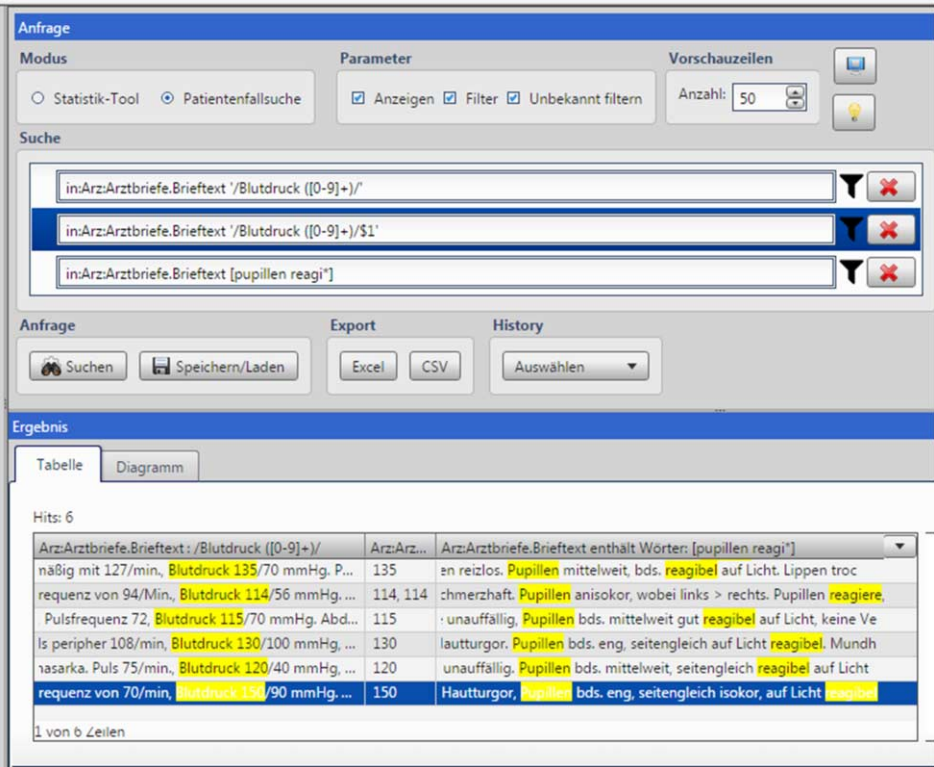 Anfrage
Modus
Parameter
Vorschauzeilen
Statistik-Tool
Patientenfallsuche
Anzeigen
Filter
Unbekannt filtern
Anzahl:
50
Suche
in:Arz:Arztbriefe.Brieftext '/Blutdruck ([0-9]+)/'
in:Arz:Arztbriefe.Brieftext '/Blutdruck ([0-9]+)/$1'
in:Arz:Arztbriefe.Brieftext [pupillen reagi*]
Anfrage
Export
History
Suchen
Speichern/Laden
Excel
CSV
Auswählen
Ergebnis
Tabelle
Diagramm
Hits: 6
Arz:Arztbriefe.Brieftext : /Blutdruck ([0-9]+)/ Arz:Arz... Arz:Arztbriefe.Brieftext enthält Wörter: [pupillen reagi*]
näßig mit 127/min., Blutdruck 135/70 mmHg. P... 135 en reizlos. Pupillen mittelweit, bds. reagibel auf Licht. Lippen troc
requenz von 94/Min., Blutdruck 114/56 mmHg. ... 114, 114 chmerzhaft. Pupillen anisokor, wobei links > rechts. Pupillen reagiere,
Pulsfrequenz 72, Blutdruck 115/70 mmHg. Abd... 115 unauffällig, Pupillen bds. mittelweit gut reagibel auf Licht, keine Ve
ls peripher 108/min, Blutdruck 130/100 mmHg, ... 130 lautturgor. Pupillen bds. eng, seitengleich auf Licht reagibel. Mundh
nasarka. Puls 75/min., Blutdruck 120/40 mmHg, ... 120 unauffällig. Pupillen bds. mittelweit, seitengleich reagibel auf Licht
requenz von 70/min, Blutdruck 150/90 mmHg. ... 150 Hautturgor, Pupillen bds. eng, seitengleich isokor, auf Licht reagibel
1 von 6 Zeilen